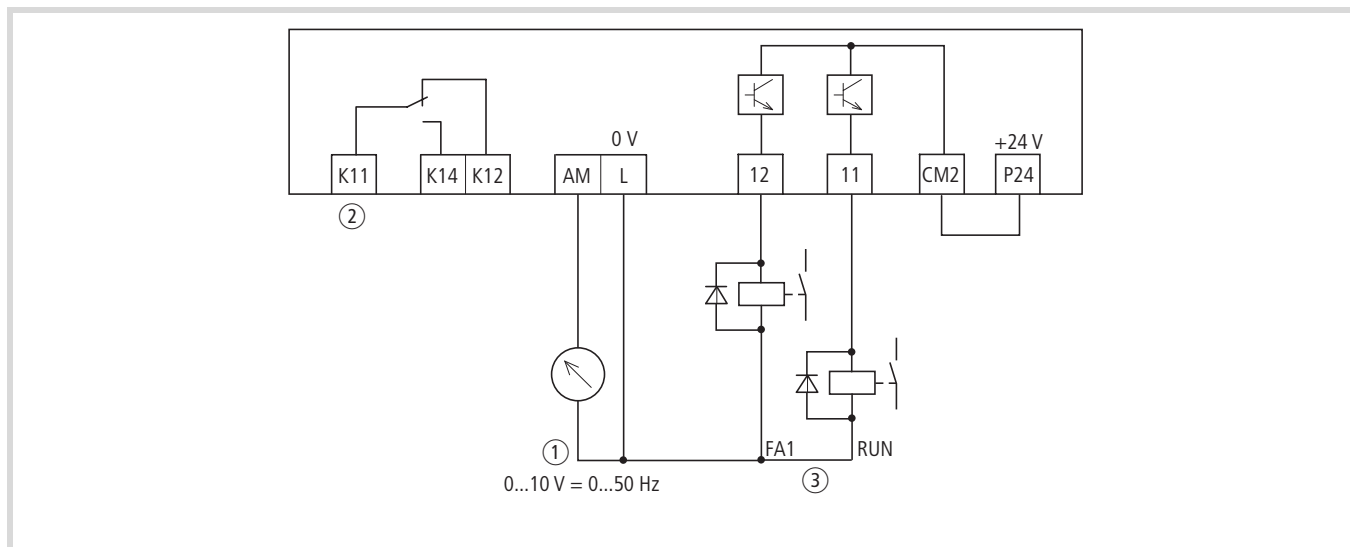 0 V
+24 V
K11 K14 K12 AM L 12 11 CM2 P24
②
① FA1 RUN
③
0...10 V = 0...50 Hz